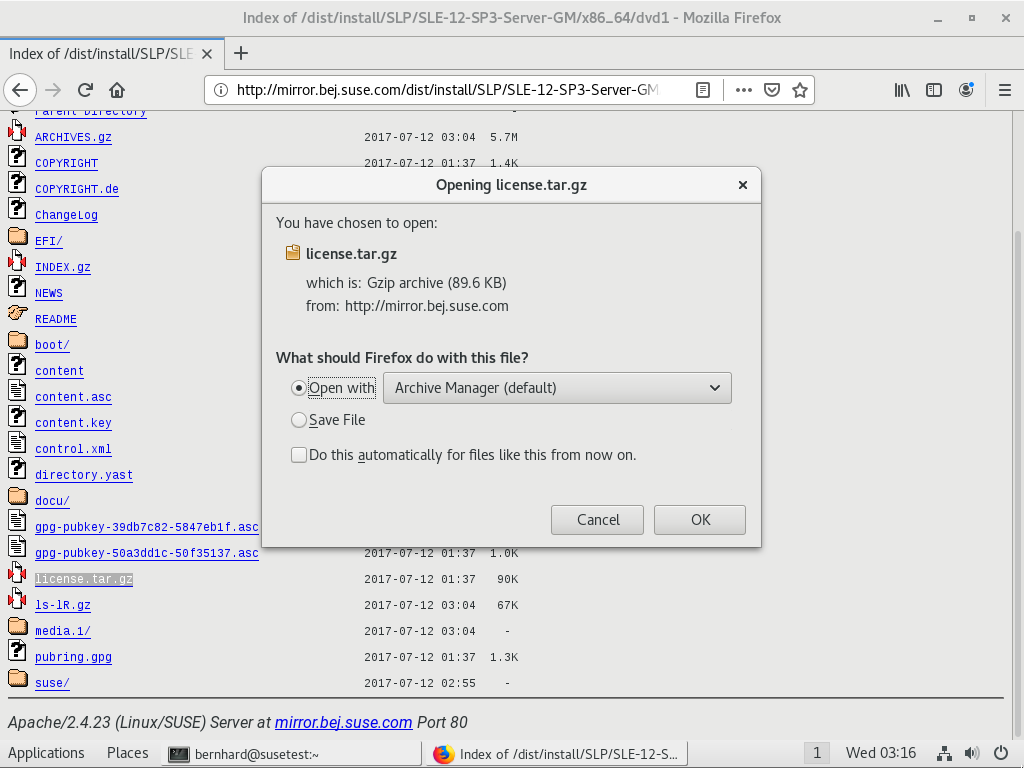 Index of /dist/install/SLP/SLE-12-SP3-Server-GM/x86_64/dvd1 - Mozilla Firefox
Index of /dist/install/SLP/SLE
http://mirror.bej.suse.com/dist/install/SLP/SLE-12-SP3-Server-GM
Parent Directory -
ARCHIVES.gz 2017-07-12 03:04 5.7M
COPYRIGHT 2017-07-12 01:37 1.4K
COPYRIGHT.de
ChangeLog
EFI/
INDEX.gz
NEWS
README
boot/
content
content.asc
content.key
control.xml
directory.yast
docu/
gpg-pubkey-39db7c82-5847eb1f.asc
gpg-pubkey-50a3dd1c-50f35137.asc 2017-07-12 01:37 1.0K
license.tar.gz 2017-07-12 01:37 90K
ls-lR.gz 2017-07-12 03:04 67K
media.1/ 2017-07-12 03:04 -
pubring.gpg 2017-07-12 01:37 1.3K
suse/ 2017-07-12 02:55 -
Apache/2.4.23 (Linux/SUSE) Server at mirror.bej.suse.com Port 80
Opening license.tar.gz
You have chosen to open:
license.tar.gz
which is: Gzip archive (89.6 KB)
from: http://mirror.bej.suse.com
What should Firefox do with this file?
Open with Archive Manager (default)
Save File
Do this automatically for files like this from now on.
Cancel OK
Applications Places bernhard@susetest:~ Index of /dist/install/SLP/SLE-12-S... 1 Wed 03:16